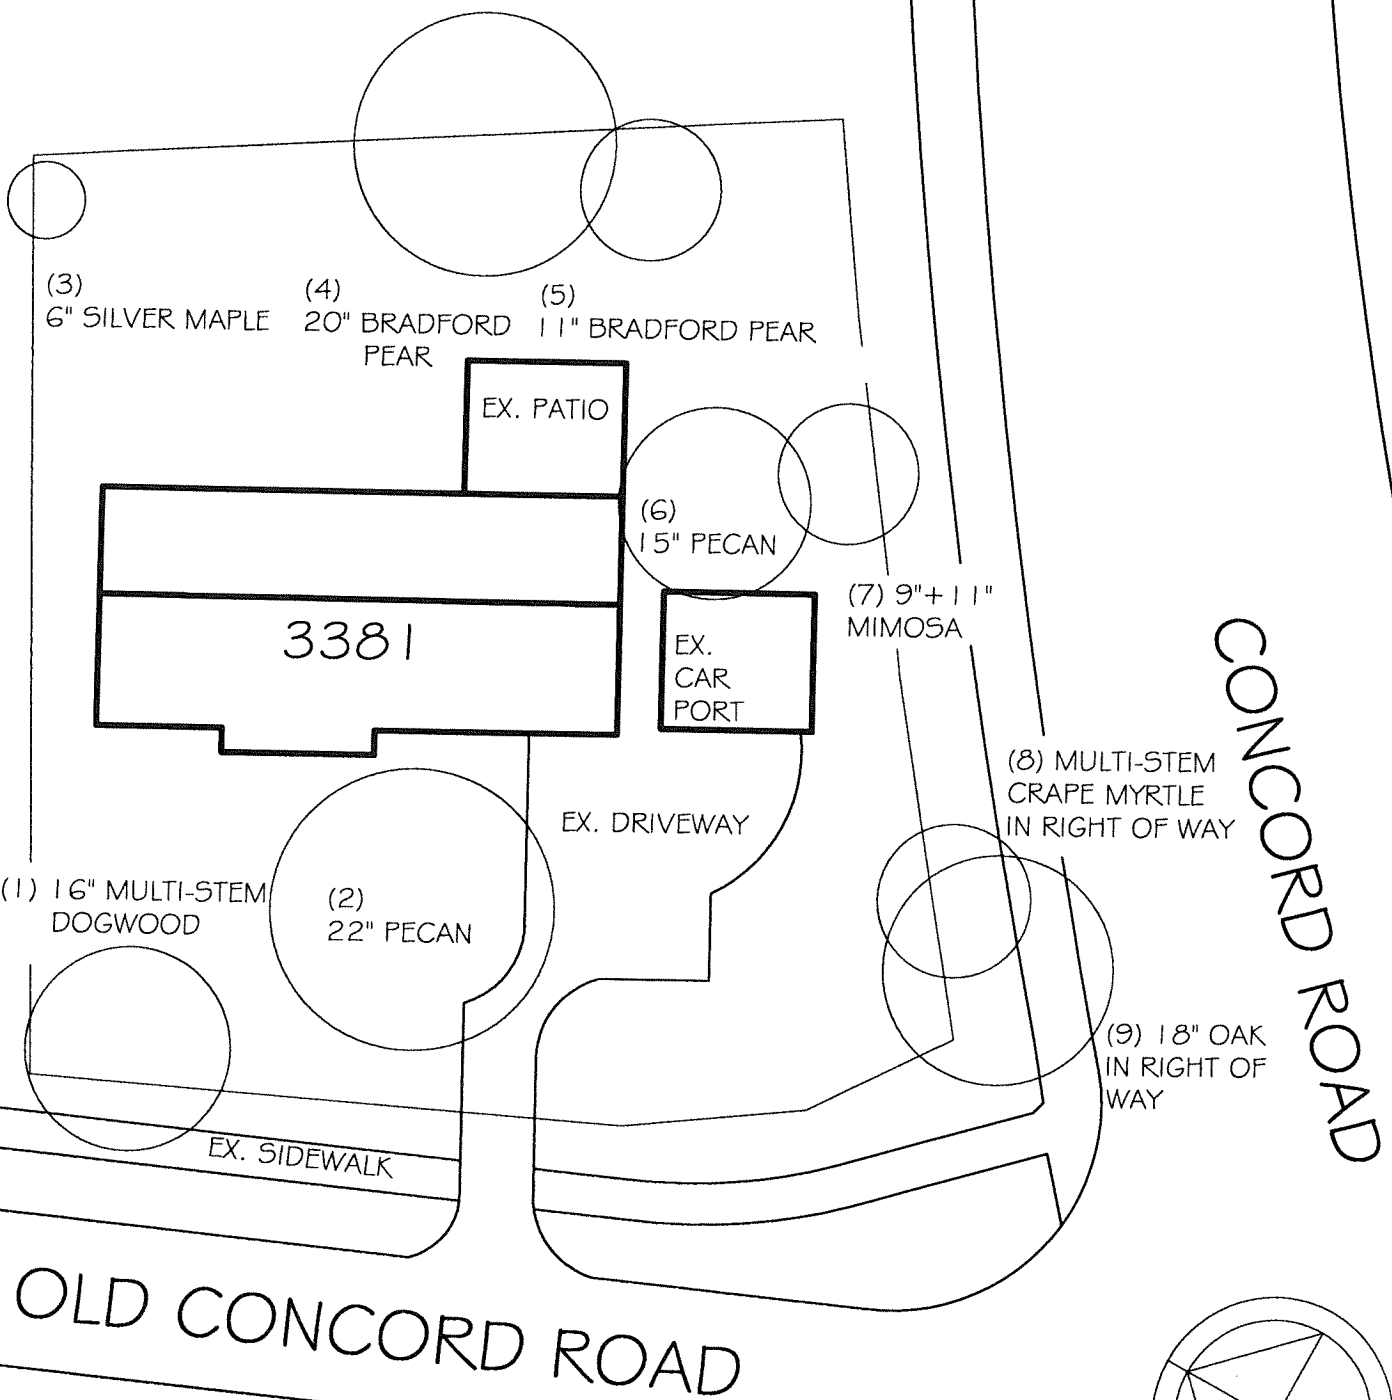 (3)
6" SILVER MAPLE
(4)
20" BRADFORD
PEAR
(5)
11" BRADFORD PEAR
EX. PATIO
(6)
15" PECAN
(7) 9"+11"
MIMOSA
3381
EX.
CAR
PORT
(8) MULTI-STEM
CRAPE MYRTLE
IN RIGHT OF WAY
EX. DRIVEWAY
(1) 16" MULTI-STEM
DOGWOOD
(2)
22" PECAN
CONCORD ROAD
(9) 18" OAK
IN RIGHT OF
WAY
EX. SIDEWALK
OLD CONCORD ROAD